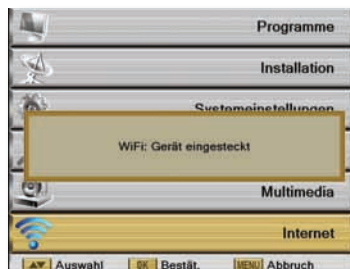 Programme
Installation
Systemeinstellungen
WiFi: Gerät eingesteckt
Multimedia
Internet
Auswahl OK Bestät. MENU Abbruch